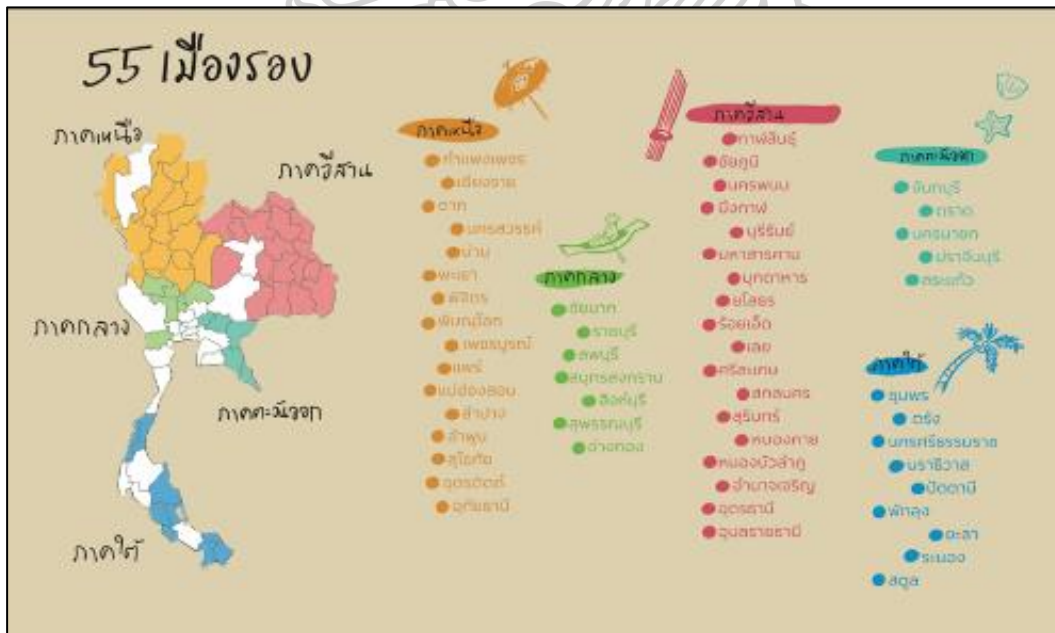 55 เมืองรอง
ภาคเหนือ
ภาคอีสาน
ภาคกลาง
ภาคตะวันออก
ภาคใต้
ภาคเหนือ
กำแพงเพชร
เชียงราย
ตาก
นครสวรรค์
น่าน
พะเยา
พิจิตร
พิษณุโลก
เพชรบูรณ์
แพร่
แม่ฮ่องสอน
ลำปาง
ลำพูน
สุโขทัย
อุตรดิตถ์
อุทัยธานี
ภาคกลาง
ชัยนาท
ราชบุรี
ลพบุรี
สมุทรสงคราม
สิงห์บุรี
สุพรรณบุรี
อ่างทอง
ภาคอีสาน
กาฬสินธุ์
ชัยภูมิ
นครพนม
บึงกาฬ
บุรีรัมย์
มหาสารคาม
มุกดาหาร
ยโสธร
ร้อยเอ็ด
เลย
ศรีสะเกษ
สกลนคร
สุรินทร์
หนองคาย
หนองบัวลำภู
อำนาจเจริญ
อุดรธานี
อุบลราชธานี
ภาคตะวันออก
จันทบุรี
ตราด
นครนายก
ปราจีนบุรี
สระแก้ว
ภาคใต้
ชุมพร
ตรัง
นครศรีธรรมราช
นราธิวาส
ปัตตานี
พัทลุง
ยะลา
ระนอง
สตูล